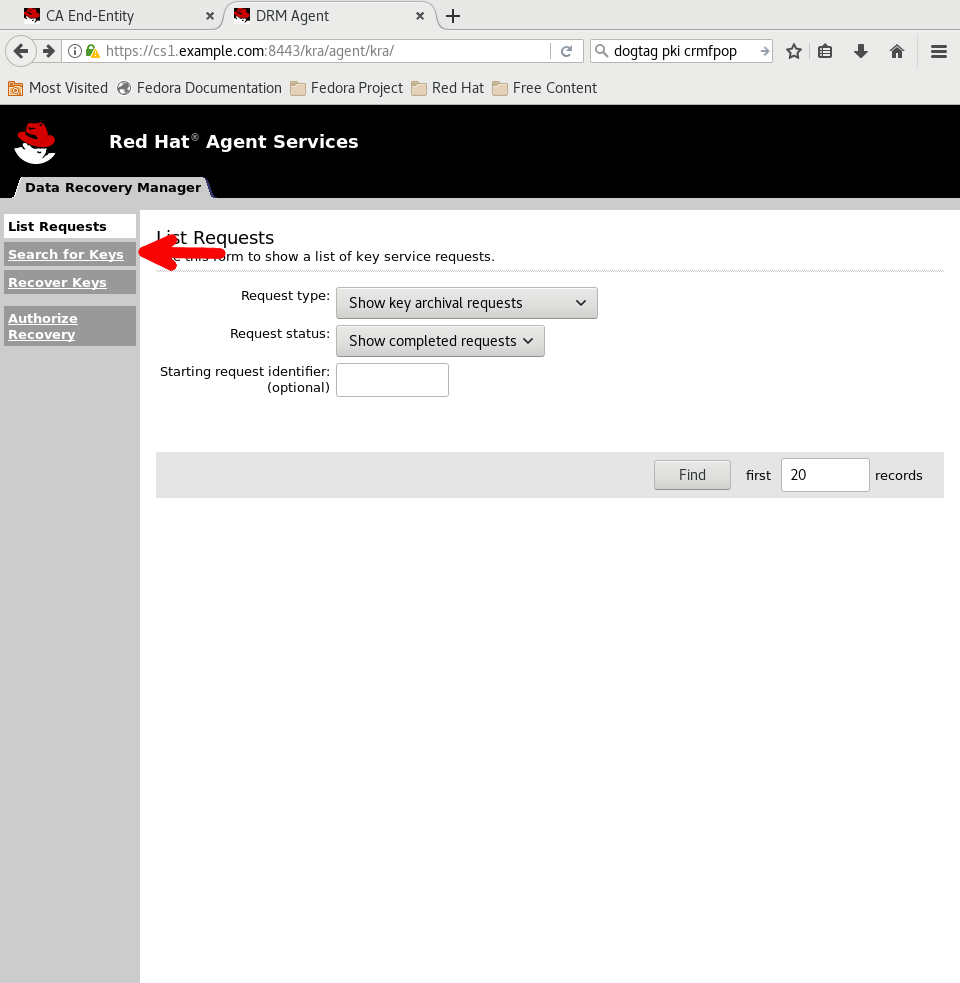 CA End-Entity
DRM Agent
https://cs1.example.com:8443/kra/agent/kra/
dogtag pki crmfpop
Most Visited
Fedora Documentation
Fedora Project
Red Hat
Free Content
Red Hat® Agent Services
Data Recovery Manager
List Requests
Search for Keys
Recover Keys
Authorize
Recovery
List Requests
this form to show a list of key service requests.
Request type:
Show key archival requests
Request status:
Show completed requests
Starting request identifier:
(optional)
Find first 20 records